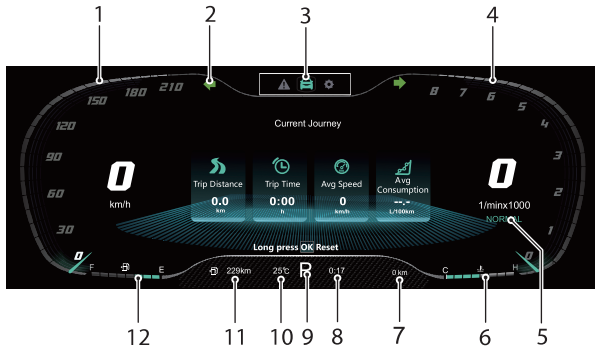 1 2 3 4
150 180 210 8 7 6
120 5
90 4
60 3
30 2
0 1
0
Current Journey
0 0
km/h 1/minx1000
NORMAL
Trip Distance Trip Time Avg Speed Avg
Consumption
0.0 0:00 0 --.-
km h km/h L/100km
Long press OK Reset
F E C H
229km 25℃ P 0:17 0 km
12 11 10 9 8 7 6 5